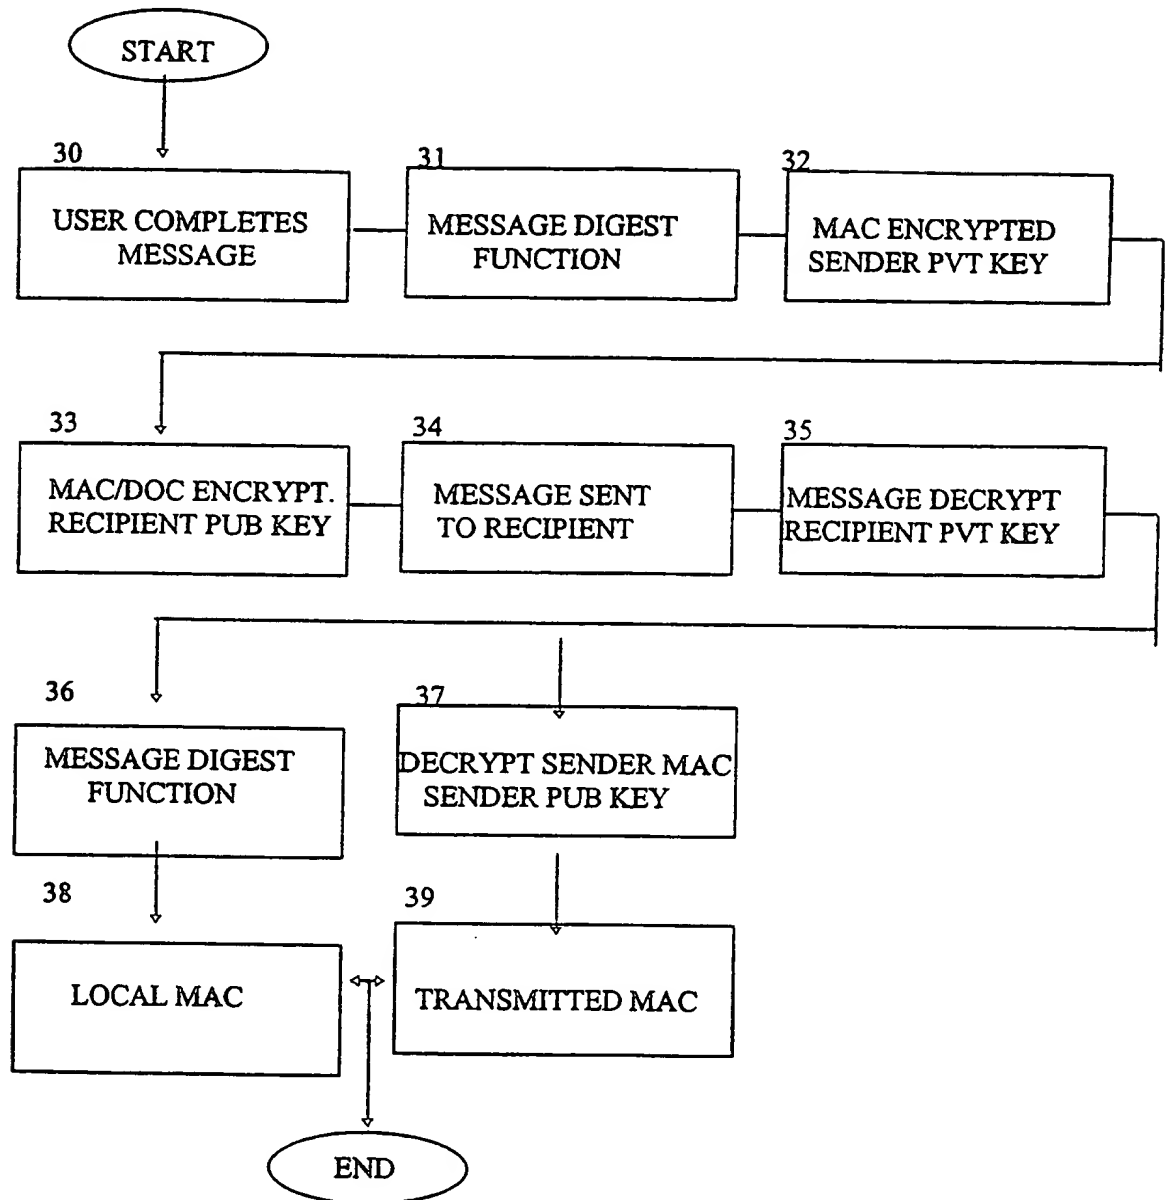 START
30
USER COMPLETES
MESSAGE
31
MESSAGE DIGEST
FUNCTION
32
MAC ENCRYPTED
SENDER PVT KEY
33
MAC/DOC ENCRYPT.
RECIPIENT PUB KEY
34
MESSAGE SENT
TO RECIPIENT
35
MESSAGE DECRYPT
RECIPIENT PVT KEY
36
MESSAGE DIGEST
FUNCTION
37
DECRYPT SENDER MAC
SENDER PUB KEY
38
LOCAL MAC
39
TRANSMITTED MAC
END